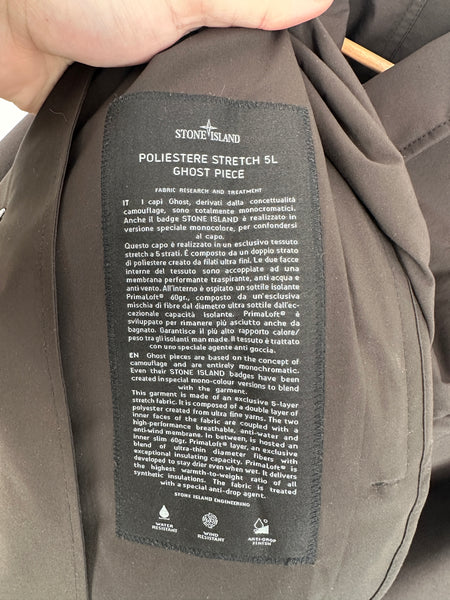 STONE ISLAND
POLIESTERE STRETCH 5L
GHOST PIECE
FABRIC RESEARCH AND TREATMENT
IT I capi Ghost, derivati dalla concettualità
camouflage, sono totalmente monocromatici.
Anche il badge STONE ISLAND è realizzato in
versione speciale monocolore, per confondersi
al capo.
Questo capo è realizzato in un esclusivo tessuto
stretch a 5 strati. È composto da un doppio strato
di poliestere creato da filati ultra fini. Le due facce
interne del tessuto sono accoppiate ad una
membrana performante traspirante, anti acqua e
anti vento. All'interno è ospitato un sottile isolante
PrimaLoft® 60gr., composto da un'esclusiva
mischia di fibre dal diametro ultra sottile dall'ec-
cezionale capacità isolante. PrimaLoft® è
sviluppato per rimanere più asciutto anche da
bagnato. Garantisce il più alto rapporto calore/
peso tra gli isolanti man made. Il tessuto è trattato
con uno speciale agente anti goccia.
EN Ghost pieces are based on the concept of
camouflage and are entirely monochromatic.
Even their STONE ISLAND badges have been
created in special mono-colour versions to blend
with the garment.
This garment is made of an exclusive 5-layer
stretch fabric. It is composed of a double layer of
polyester created from ultra fine yarns. The two
inner faces of the fabric are coupled with a
high-performance breathable, anti-water and
anti-wind membrane. In between, is hosted an
inner slim 60gr. PrimaLoft® layer, an exclusive
blend of ultra-thin diameter fibers with
exceptional insulating capacity. PrimaLoft® is
developed to stay drier even when wet. It delivers
the highest warmth-to-weight ratio of all
synthetic insulations. The fabric is treated
with a special anti-drop agent.
STONE ISLAND ENGINEERING
WATER
RESISTANT
WIND
RESISTANT
ANTI-DROP
FINISH